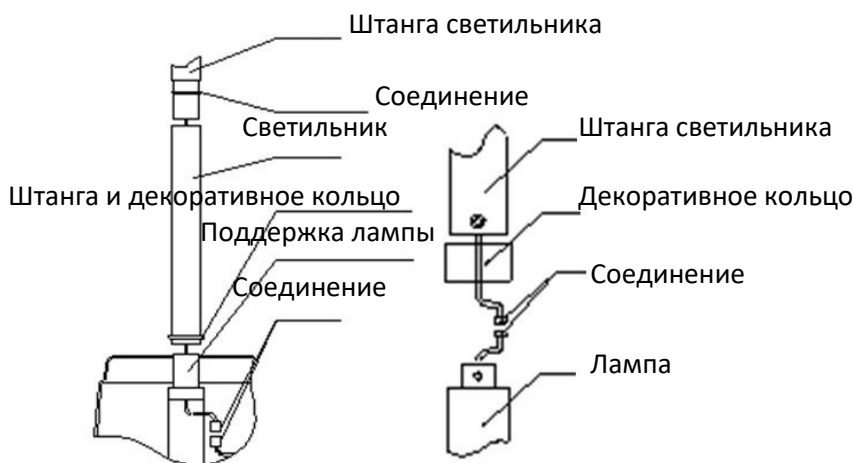 Штанга светильника
Соединение
Светильник
Штанга и декоративное кольцо
Поддержка лампы
Соединение
Штанга светильника
Декоративное кольцо
Соединение
Лампа